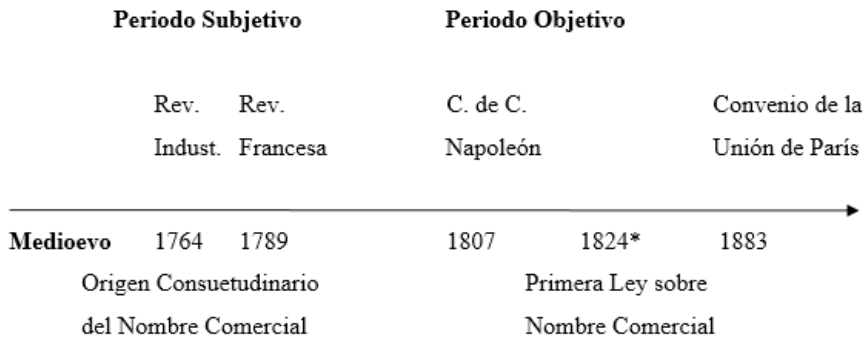 Periodo Subjetivo Periodo Objetivo
Rev. Rev. C. de C. Convenio de la
Indust. Francesa Napoleón Unión de París
Medioevo 1764 1789 1807 1824* 1883
Origen Consuetudinario Primera Ley sobre
del Nombre Comercial Nombre Comercial